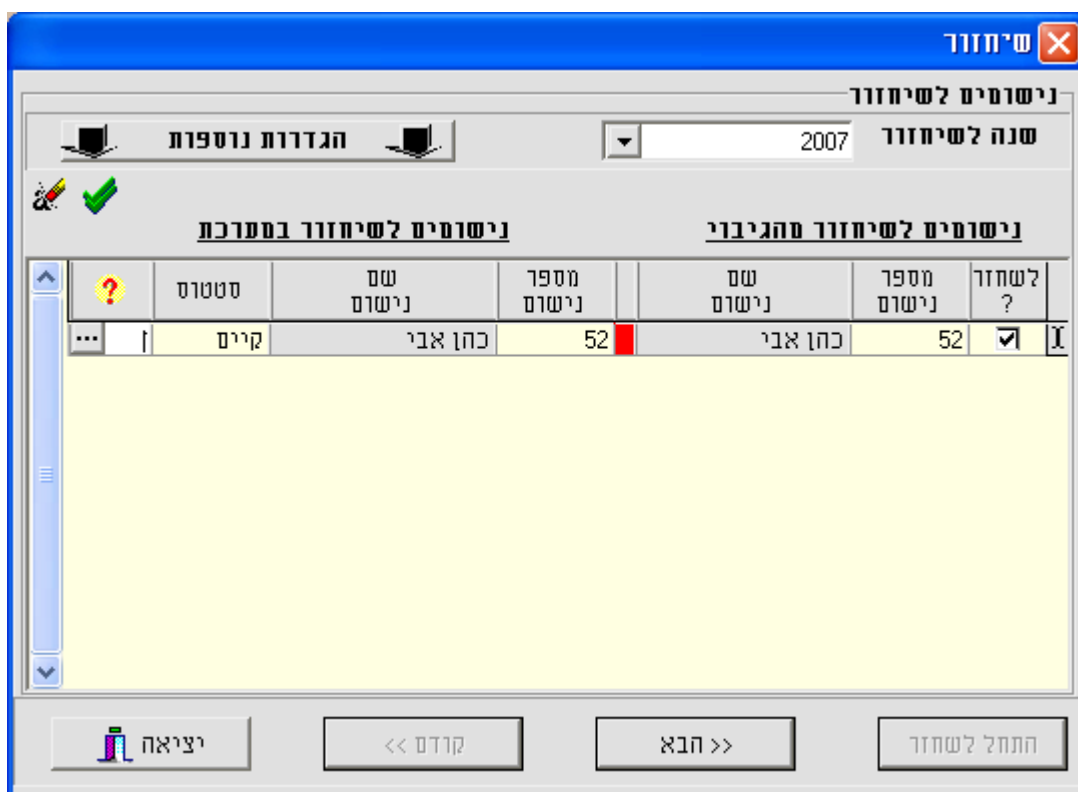 שיחזור
נישומים לשיחזור
שנה לשיחזור 2007 הגדרות נוספות
נישומים לשיחזור מהגיבוי נישומים לשיחזור במערכת
לשחזר ? מספר נישום שם נישום מספר נישום שם נישום סטטוס ?
52 כהן אבי 52 כהן אבי קיים ן ...
התחל לשחזר הבא >> << קודם יציאה